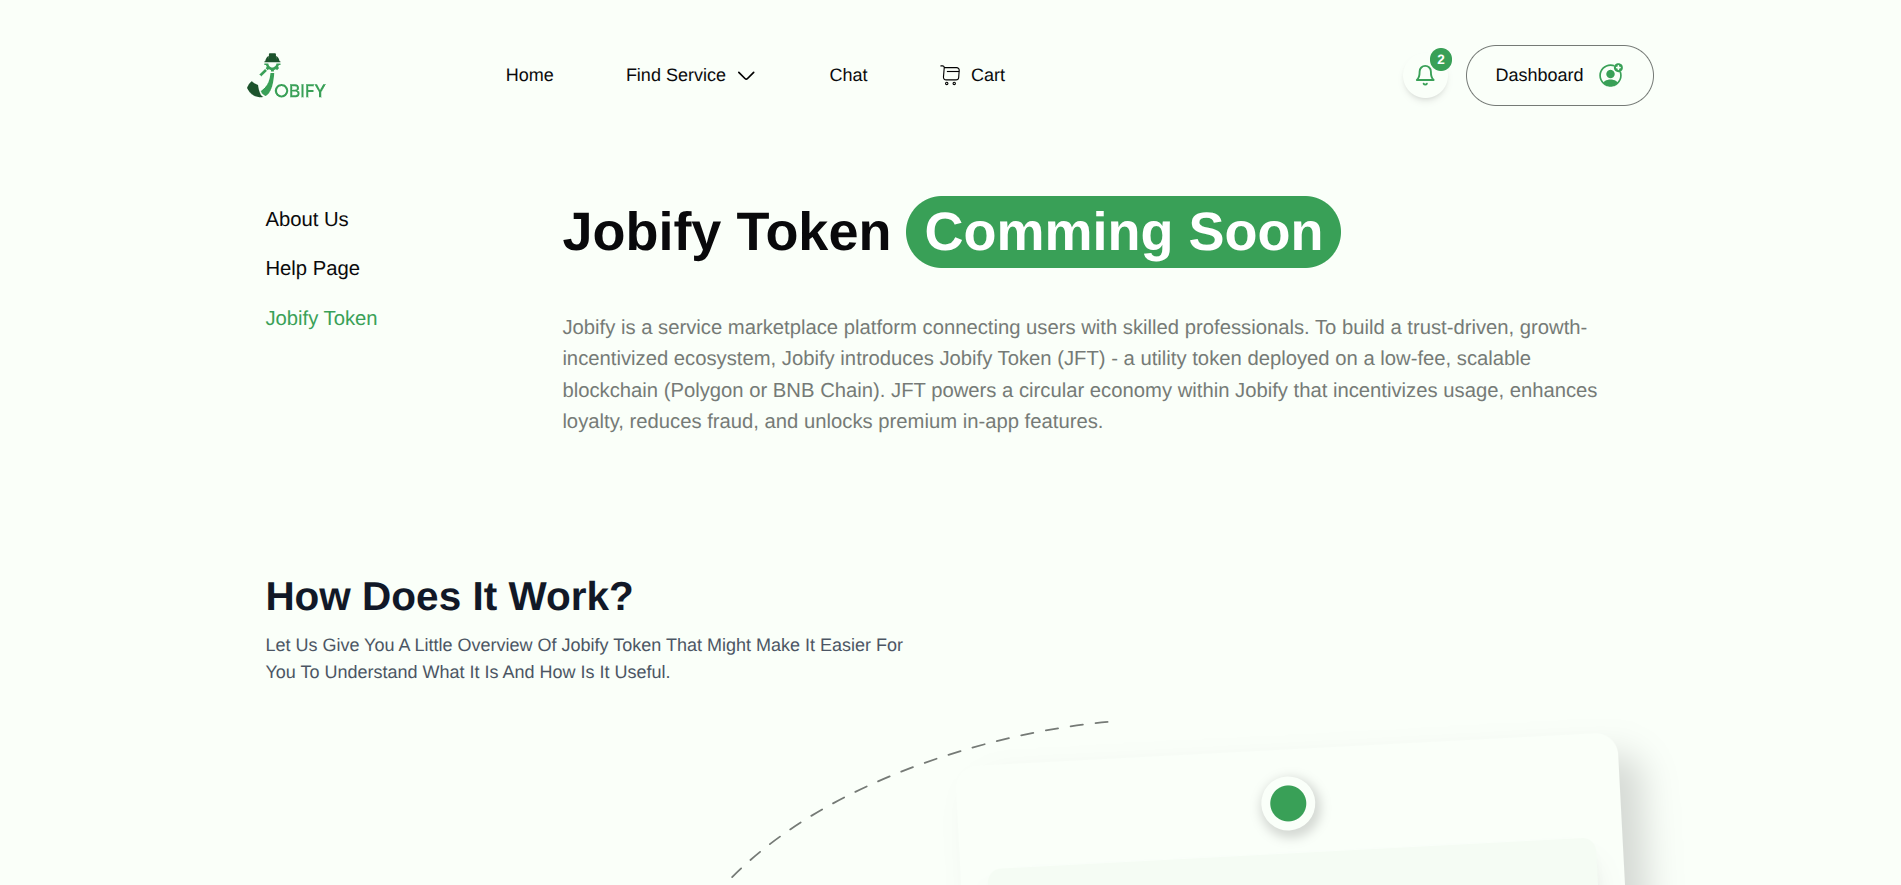 OBIFY
Home
Find Service
Chat
Cart
2
Dashboard
About Us
Help Page
Jobify Token
Jobify Token Comming Soon
Jobify is a service marketplace platform connecting users with skilled professionals. To build a trust-driven, growth-
incentivized ecosystem, Jobify introduces Jobify Token (JFT) - a utility token deployed on a low-fee, scalable
blockchain (Polygon or BNB Chain). JFT powers a circular economy within Jobify that incentivizes usage, enhances
loyalty, reduces fraud, and unlocks premium in-app features.
How Does It Work?
Let Us Give You A Little Overview Of Jobify Token That Might Make It Easier For
You To Understand What It Is And How Is It Useful.